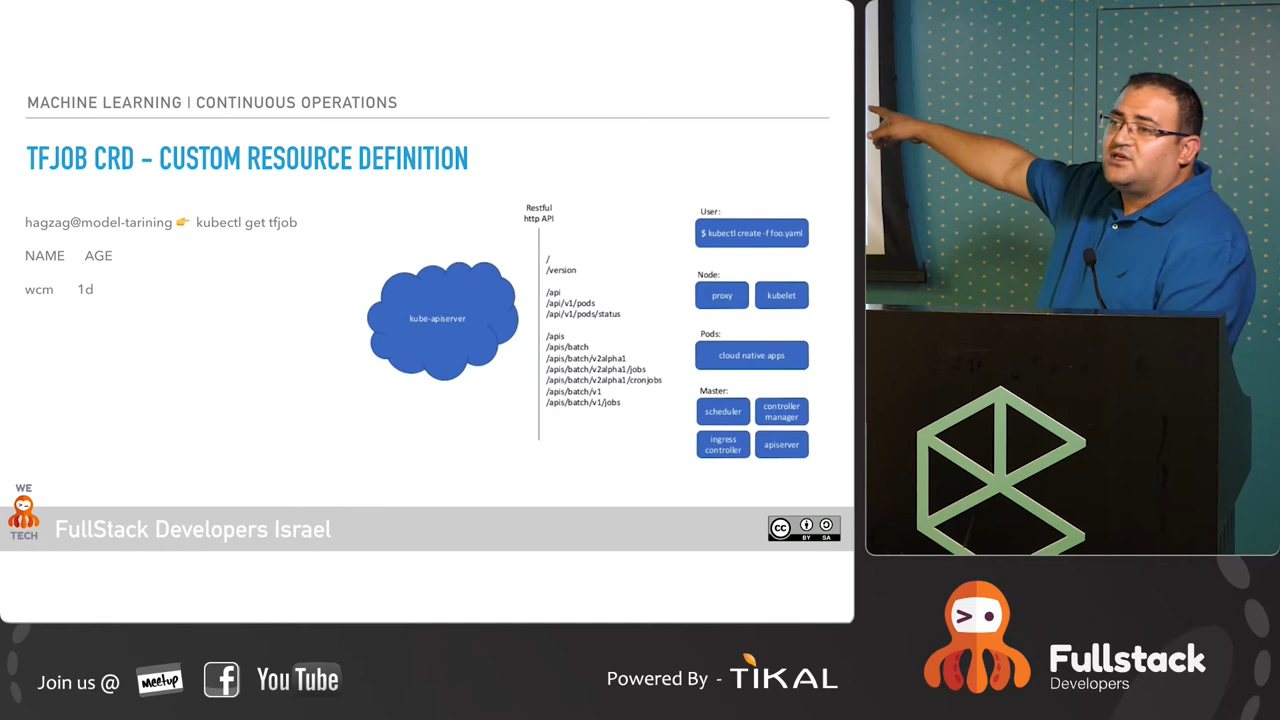 MACHINE LEARNING | CONTINUOUS OPERATIONS
TFJOB CRD – CUSTOM RESOURCE DEFINITION
hagzag@model-tarining 👉 kubectl get tfjob
NAME AGE
wcm 1d
kube-apiserver
Restful
http API
/
/version
/api
/api/v1/pods
/api/v1/pods/status
/apis
/apis/batch
/apis/batch/v2alpha1
/apis/batch/v2alpha1/jobs
/apis/batch/v2alpha1/cronjobs
/apis/batch/v1
/apis/batch/v1/jobs
User:
$ kubectl create -f foo.yaml
Node:
proxy
kubelet
Pods:
cloud native apps
Master:
scheduler
controller
manager
ingress
controller
apiserver
WE
TECH
FullStack Developers Israel
CC
BY SA
Join us @
Meetup
f
YouTube
Powered By - TIKAL
Fullstack
Developers